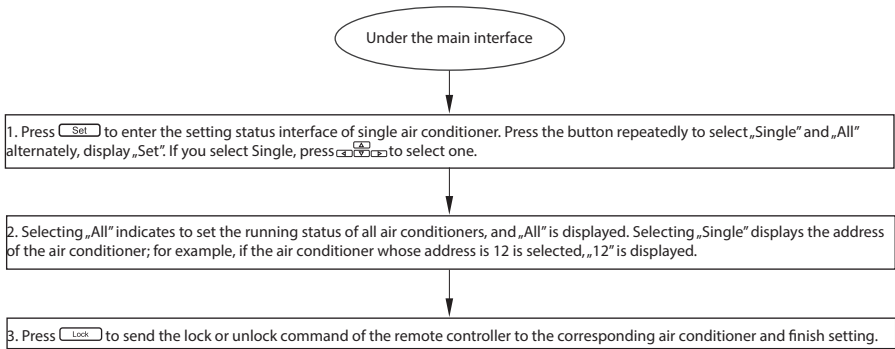 Under the main interface
1. Press Set to enter the setting status interface of single air conditioner. Press the button repeatedly to select „Single” and „All”
alternately, display „Set”. If you select Single, press to select one.
2. Selecting „All” indicates to set the running status of all air conditioners, and „All” is displayed. Selecting „Single” displays the address
of the air conditioner; for example, if the air conditioner whose address is 12 is selected, „12” is displayed.
3. Press Lock to send the lock or unlock command of the remote controller to the corresponding air conditioner and finish setting.